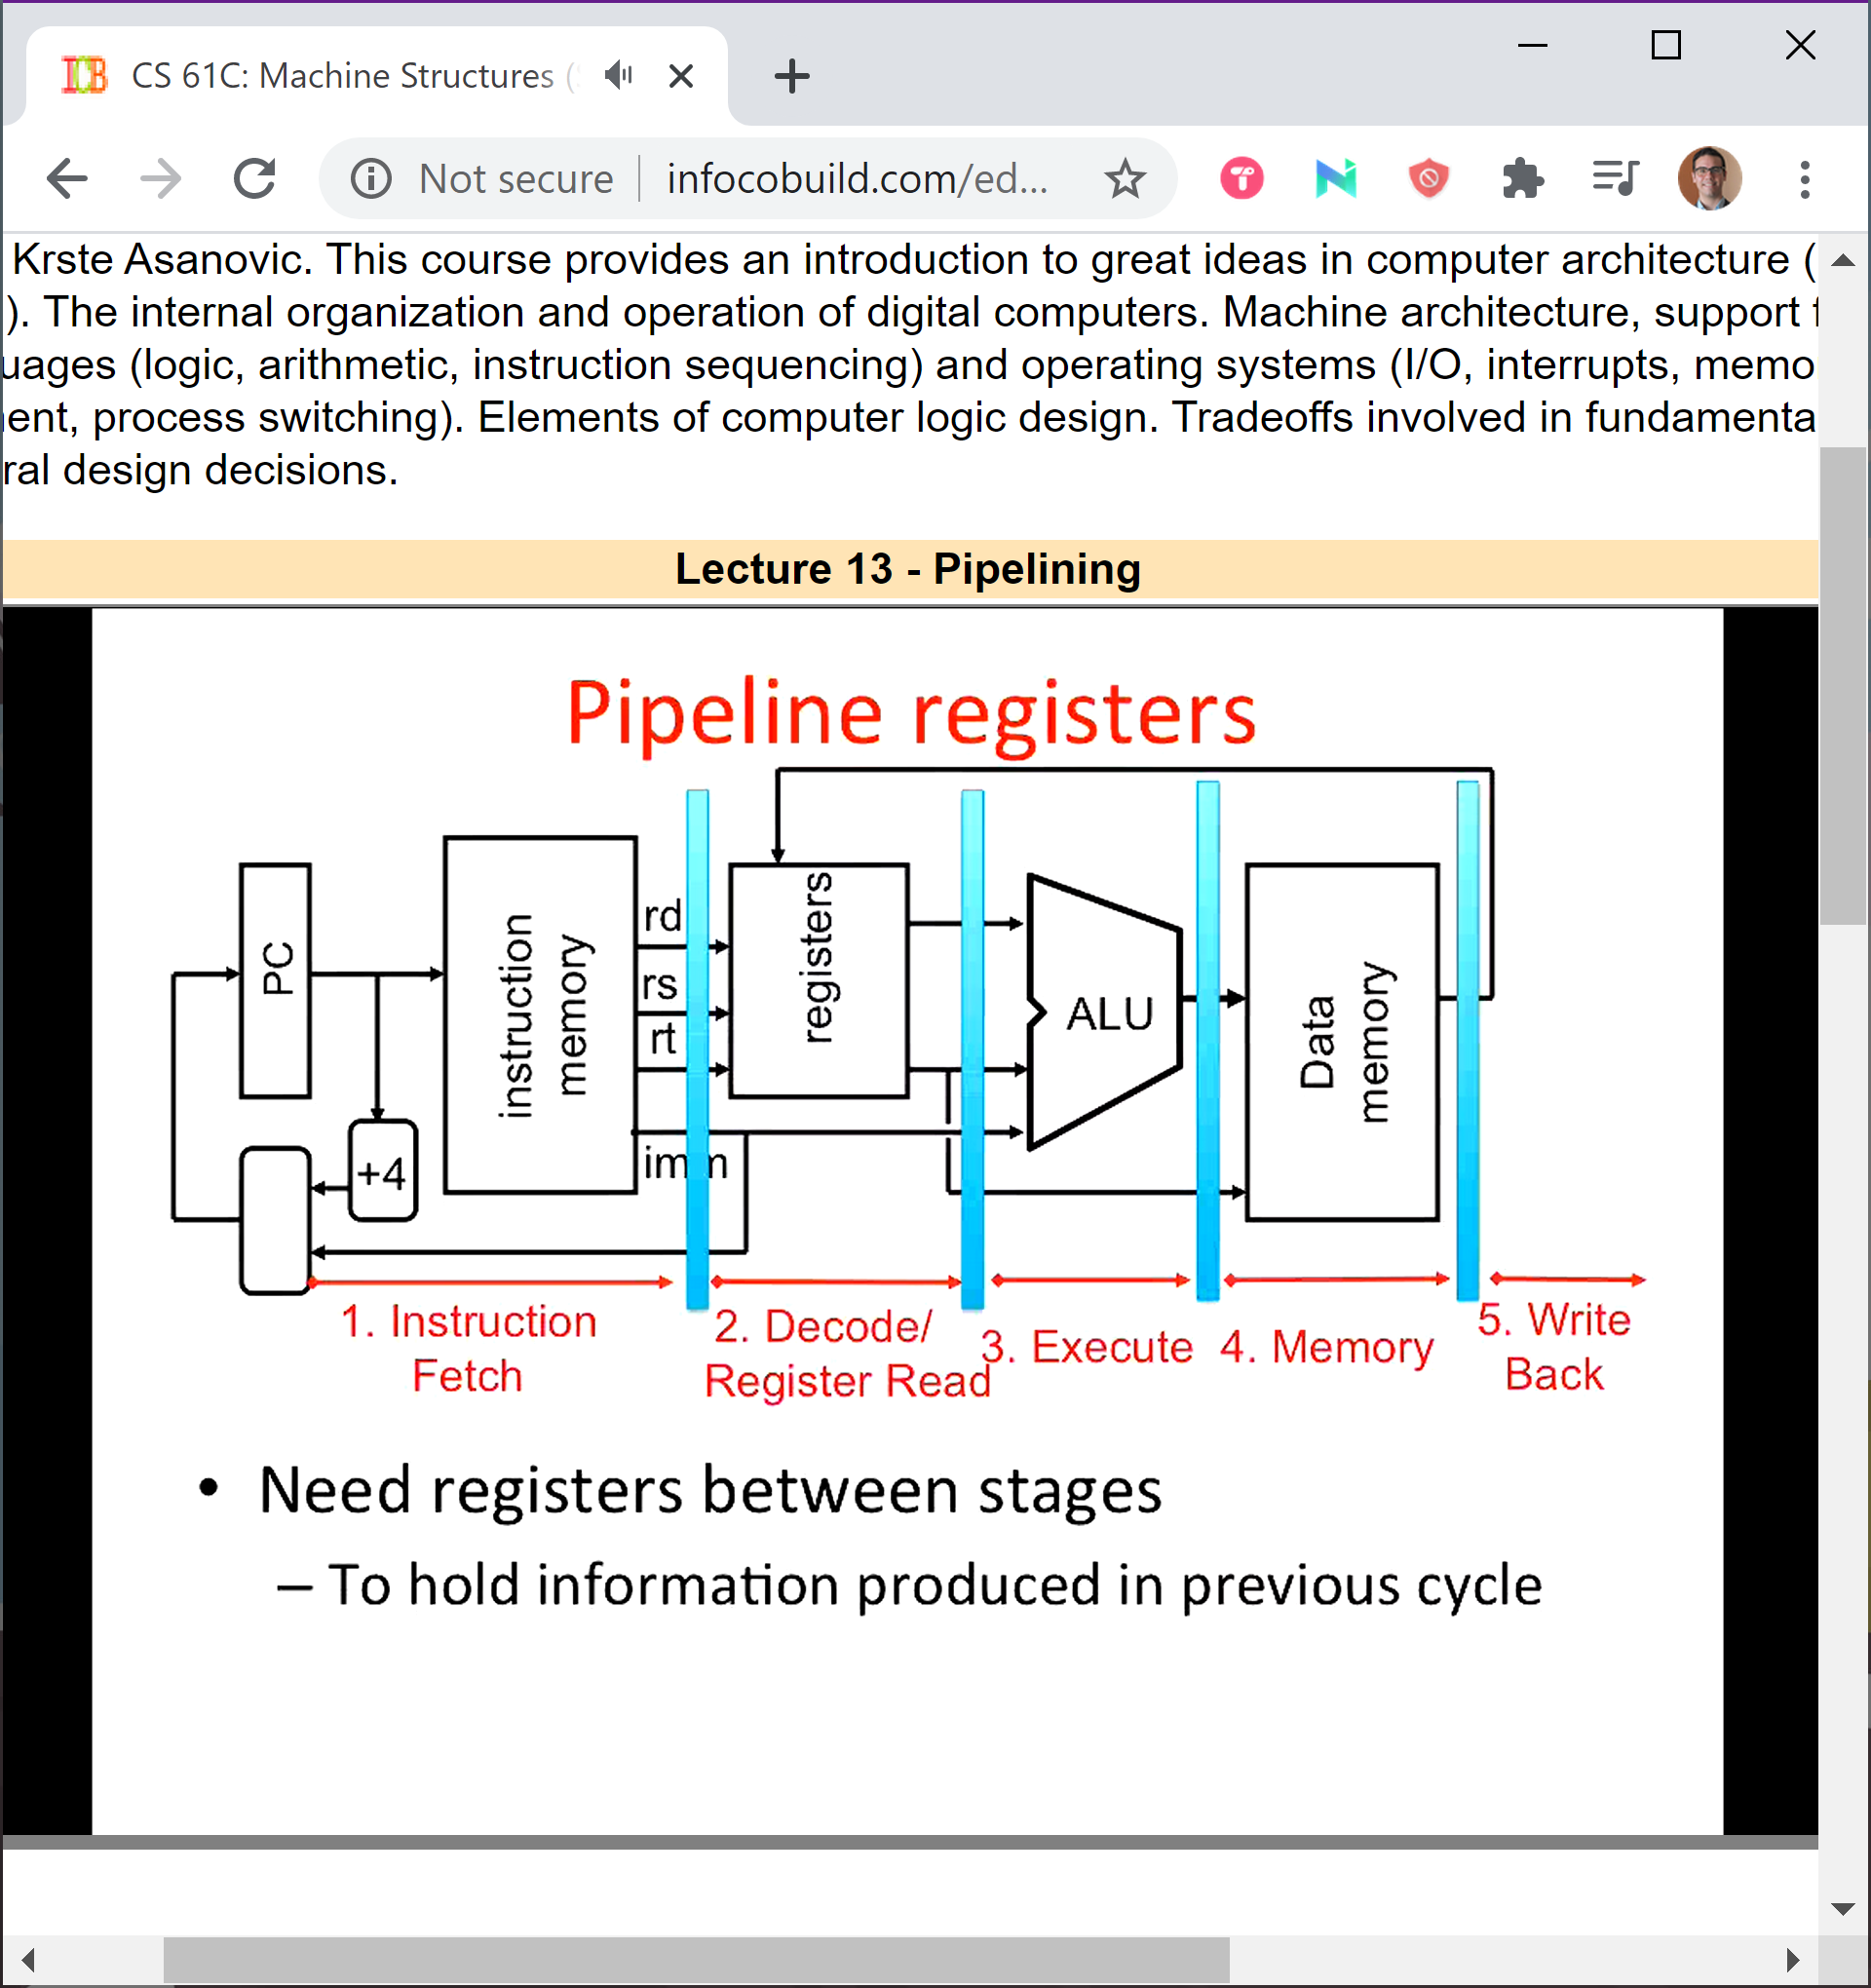 CS 61C: Machine Structures (
Not secure
infocobuild.com/ed...
Krste Asanovic. This course provides an introduction to great ideas in computer architecture (
). The internal organization and operation of digital computers. Machine architecture, support f
uages (logic, arithmetic, instruction sequencing) and operating systems (I/O, interrupts, memo
ent, process switching). Elements of computer logic design. Tradeoffs involved in fundamenta
ral design decisions.
Lecture 13 - Pipelining
Pipeline registers
PC
instruction
memory
rd
rs
rt
imm
registers
ALU
Data
memory
+4
1. Instruction
Fetch
2. Decode/
Register Read
3. Execute
4. Memory
5. Write
Back
• Need registers between stages
– To hold information produced in previous cycle